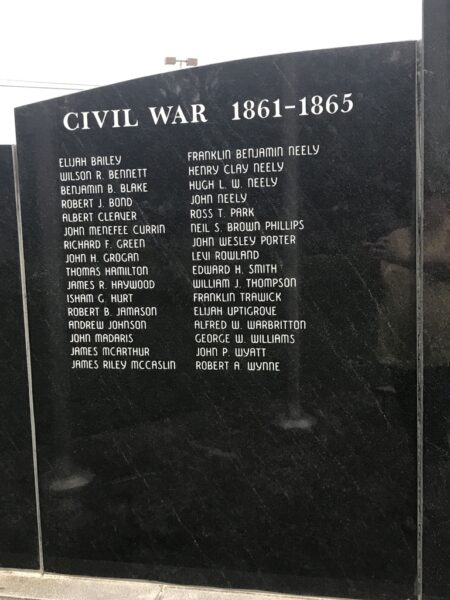 CIVIL WAR 1861-1865
ELIJAH BAILEY
WILSON R. BENNETT
BENJAMIN B. BLAKE
ROBERT J. BOND
ALBERT CLEAVER
JOHN MENEFEE CURRIN
RICHARD F. GREEN
JOHN H. GROGAN
THOMAS HAMILTON
JAMES R. HAYWOOD
ISHAM G. HURT
ROBERT B. JAMASON
ANDREW JOHNSON
JOHN MADARIS
JAMES MCARTHUR
JAMES RILEY MCCASLIN
FRANKLIN BENJAMIN NEELY
HENRY CLAY NEELY
HUGH L. W. NEELY
JOHN NEELY
ROSS T. PARK
NEIL S. BROWN PHILLIPS
JOHN WESLEY PORTER
LEVI ROWLAND
EDWARD H. SMITH
WILLIAM J. THOMPSON
FRANKLIN TRAWICK
ELIJAH UPTIGROVE
ALFRED W. WARBRITTON
GEORGE W. WILLIAMS
JOHN P. WYATT
ROBERT A. WYNNE